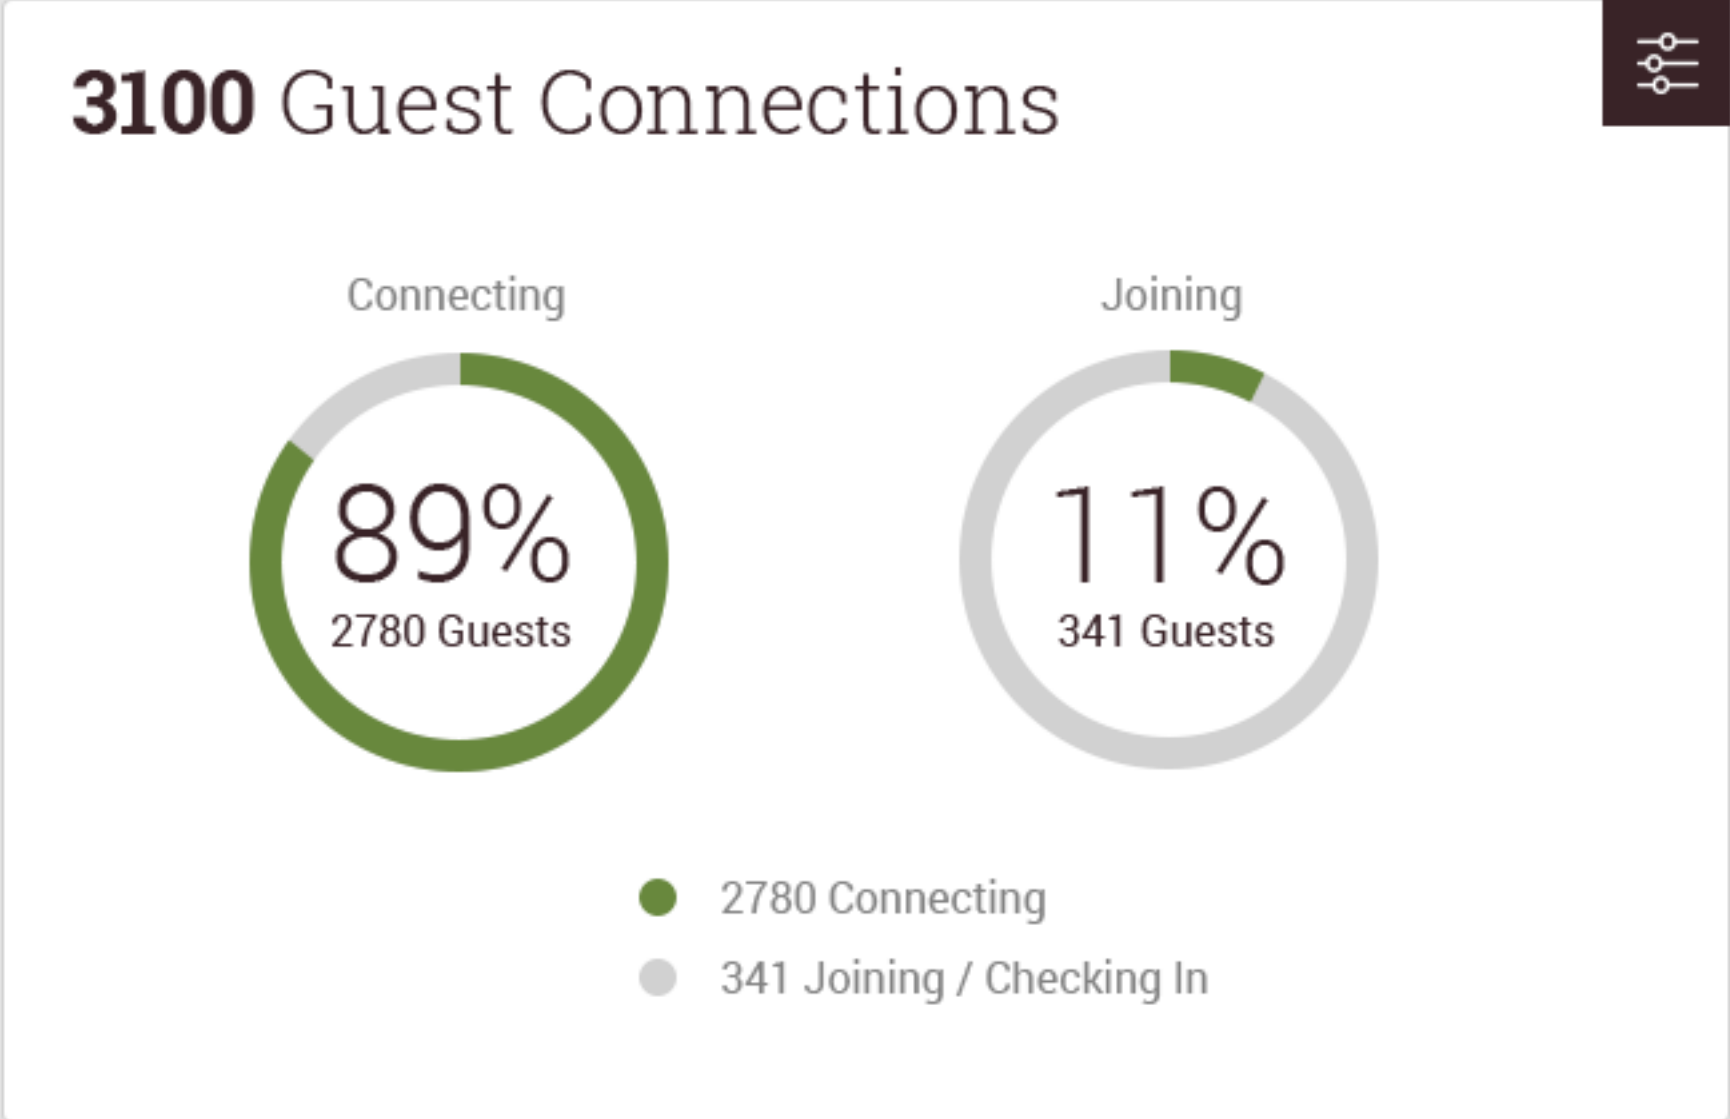 3100 Guest Connections
Connecting
89%
2780 Guests
Joining
11%
341 Guests
2780 Connecting
341 Joining / Checking In